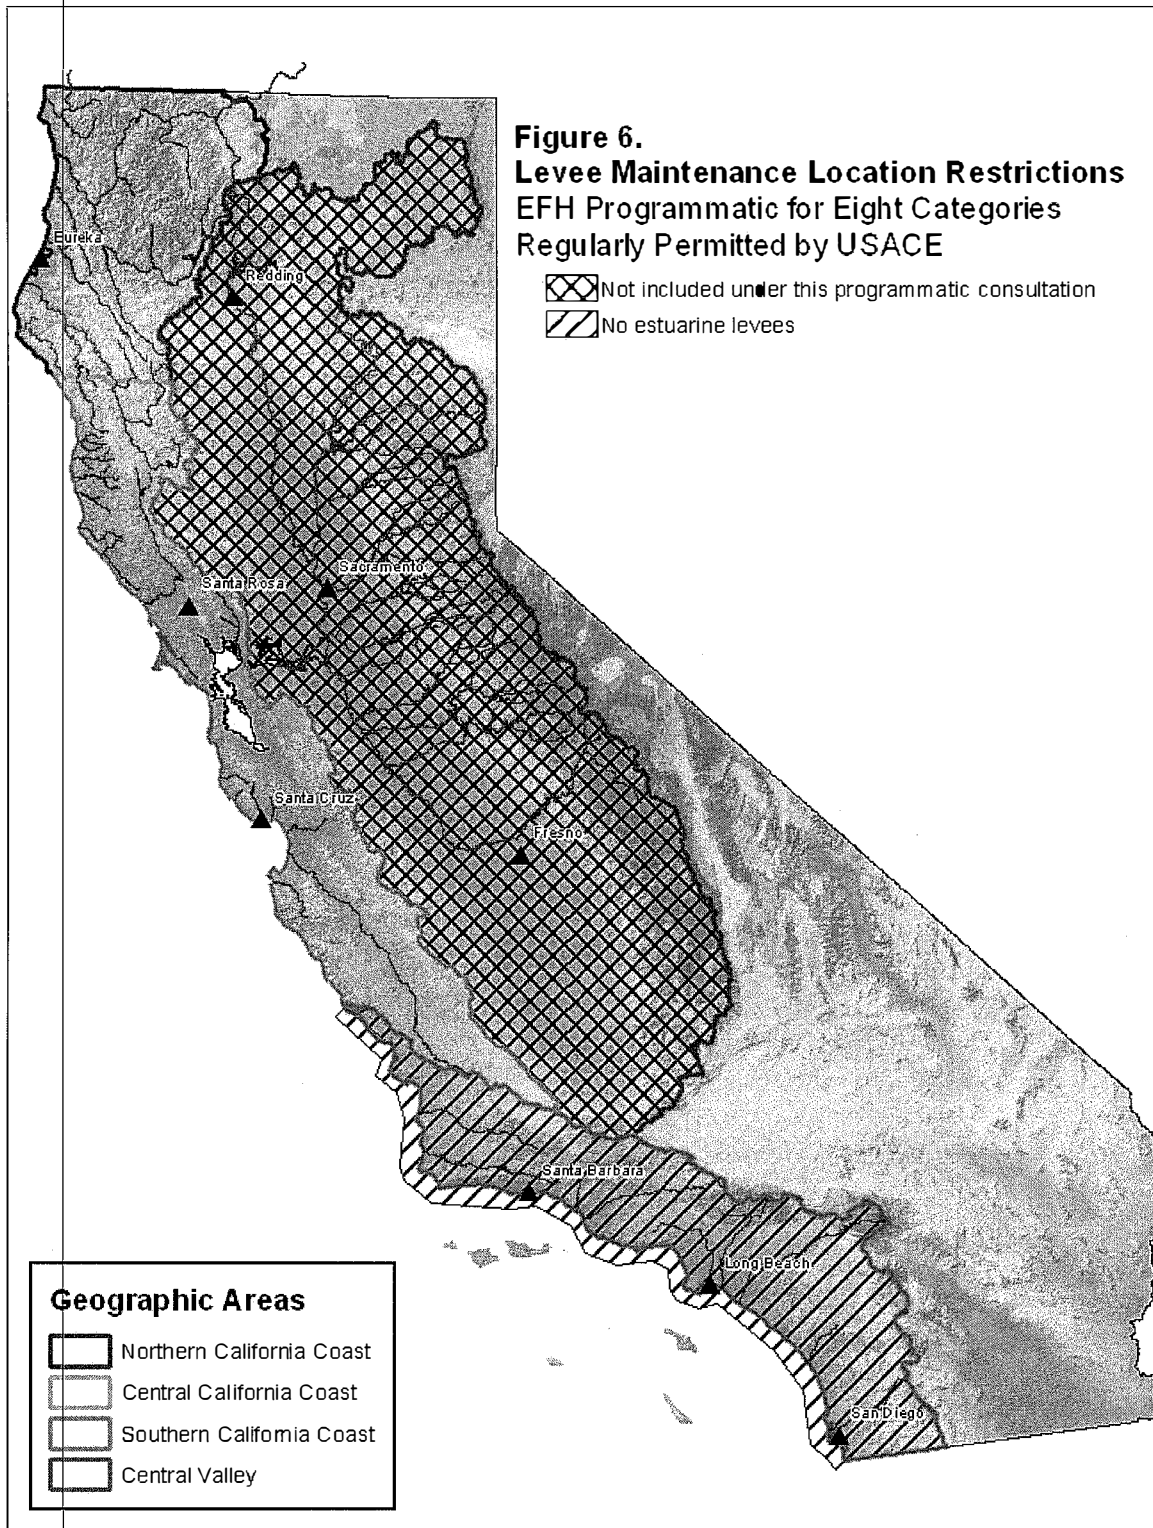 Figure 6.
Levee Maintenance Location Restrictions
EFH Programmatic for Eight Categories
Regularly Permitted by USACE
Not included under this programmatic consultation
No estuarine levees
Eureka
Redding
Sacramento
Santa Rosa
Santa Cruz
Fresno
Santa Barbara
Long Beach
San Diego
Geographic Areas
Northern California Coast
Central California Coast
Southern California Coast
Central Valley